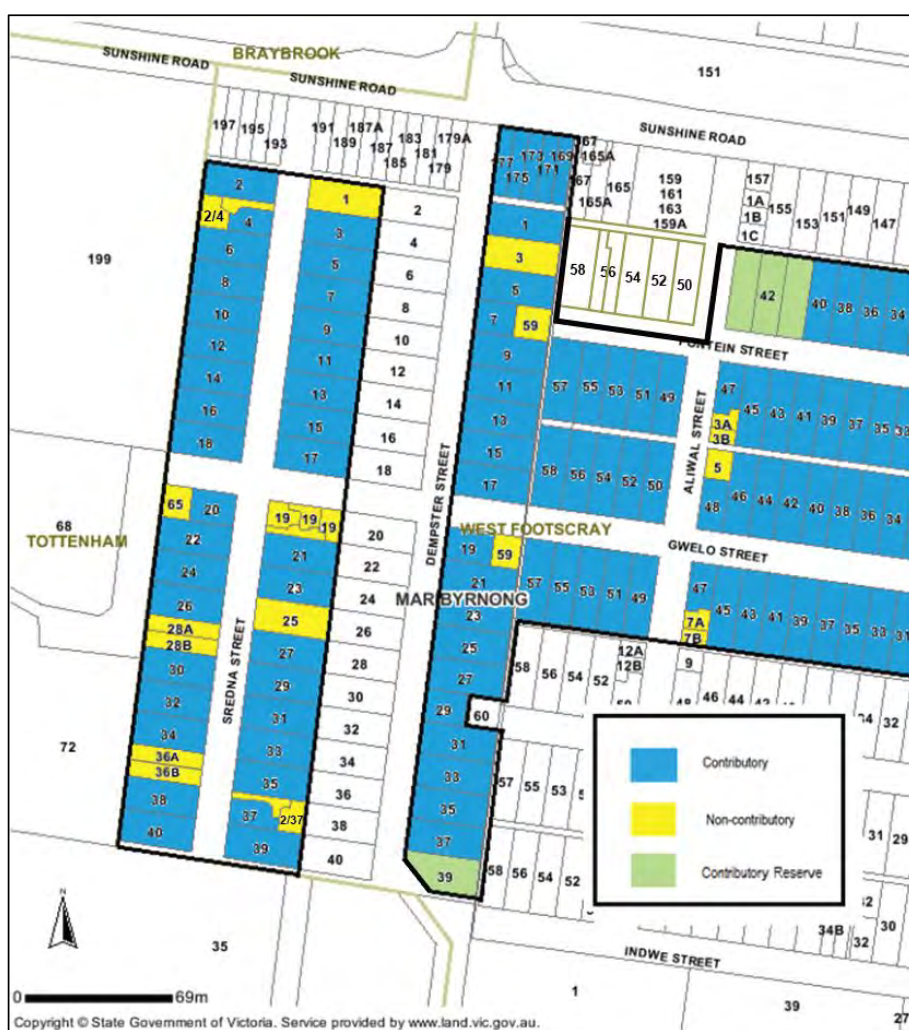 BRAYBROOK
SUNSHINE ROAD
SUNSHINE ROAD
151
SUNSHINE ROAD
197 195 193 191 189 187A 187 185 183 181 179A 179
175 173 171 169
165A 165 165A
159
161
163
159A
157
1A
1B
1C
155 153 151 149 147
199
2
2/4 4
6
8
10
12
14
16
18
1
3
5
7
9
11
13
15
17
2
4
6
8
10
12
14
16
18
DEMPSTER STREET
1
3
5
7 59
9
11
13
15
17
58 56 54 52 50
42 40 38 36 34
57 55 53 51 49
ALIWAL STREET
47 45 43 41 39 37 35 33
3A
3B
58 56 54 52 50
5
48 46 44 42 40 38 36 34
GWELO STREET
68
TOTTENHAM
WEST FOOTSCRAY
MARIBYRNONG
65 20
22
24
26
28A
28B
30
32
34
36A
36B
38
40
SREDNA STREET
19 19 19
21
23
25
27
29
31
33
35
37 2/37
39
20
22
24
26
28
30
32
34
36
38
40
19 59
21
23
25
27
29 60
31
33
35
37
39
57 55 53 51 49
47 45 43 41 39 37 35 33 31
7A
7B
58 56 54 52
12A
12B
9
46 44
32
57 55 53
58 56 54 52
31 29
34B 32 30
INDWE STREET
72
35
1
39
27
Contributory
Non-contributory
Contributory Reserve
N
0 69m
Copyright © State Government of Victoria. Service provided by www.land.vic.gov.au.